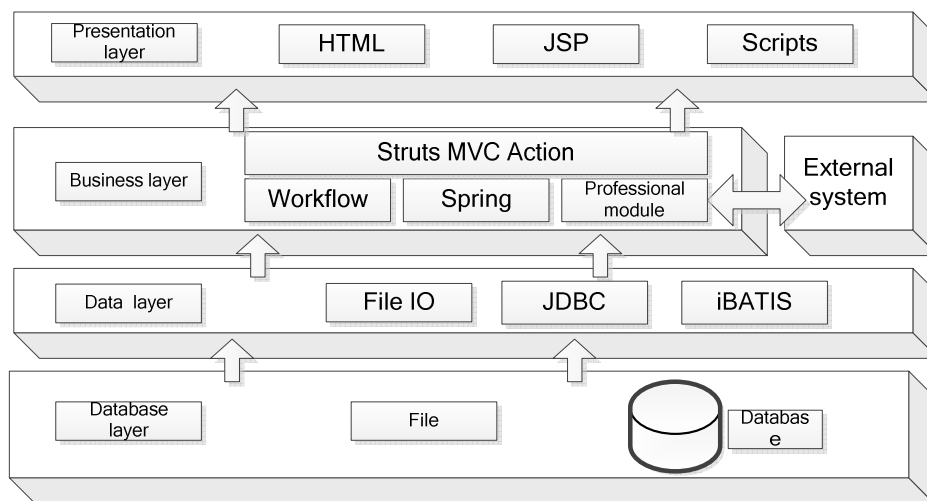 Presentation
layer
HTML
JSP
Scripts
Struts MVC Action
Business layer
Workflow
Spring
Professional
module
External
system
Data  layer
File IO
JDBC
iBATIS
Database
layer
File
Databas
e